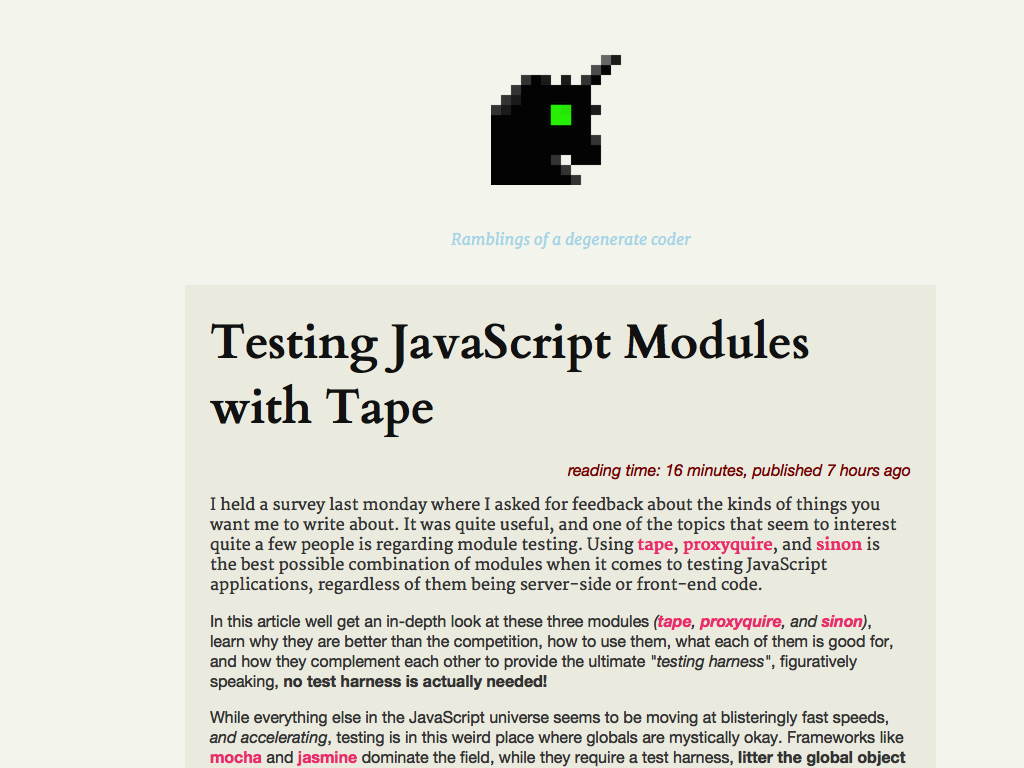 Ramblings of a degenerate coder
Testing JavaScript Modules
with Tape
reading time: 16 minutes, published 7 hours ago
I held a survey last monday where I asked for feedback about the kinds of things you
want me to write about. It was quite useful, and one of the topics that seem to interest
quite a few people is regarding module testing. Using tape, proxyquire, and sinon is
the best possible combination of modules when it comes to testing JavaScript
applications, regardless of them being server-side or front-end code.
In this article well get an in-depth look at these three modules (tape, proxyquire, and sinon),
learn why they are better than the competition, how to use them, what each of them is good for,
and how they complement each other to provide the ultimate "testing harness", figuratively
speaking, no test harness is actually needed!
While everything else in the JavaScript universe seems to be moving at blisteringly fast speeds,
and accelerating, testing is in this weird place where globals are mystically okay. Frameworks like
mocha and jasmine dominate the field, while they require a test harness, litter the global object